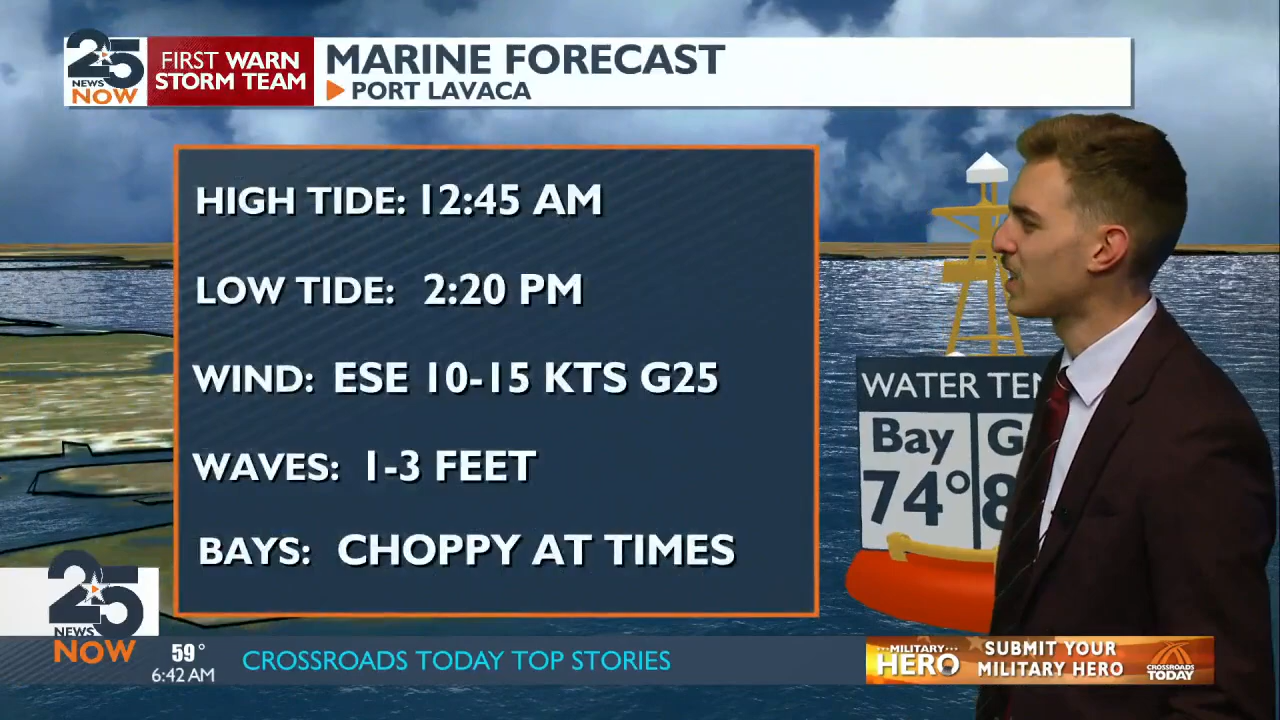 25
NEWS
NOW
FIRST WARN
STORM TEAM
MARINE FORECAST
PORT LAVACA
HIGH TIDE: 12:45 AM
LOW TIDE: 2:20 PM
WIND: ESE 10-15 KTS G25
WAVES: 1-3 FEET
BAYS: CHOPPY AT TIMES
WATER
Bay
74°
25
NEWS
NOW
59°
6:42 AM
CROSSROADS TODAY TOP STORIES
MILITARY
HERO
SUBMIT YOUR
MILITARY HERO
CROSSROADS
TODAY